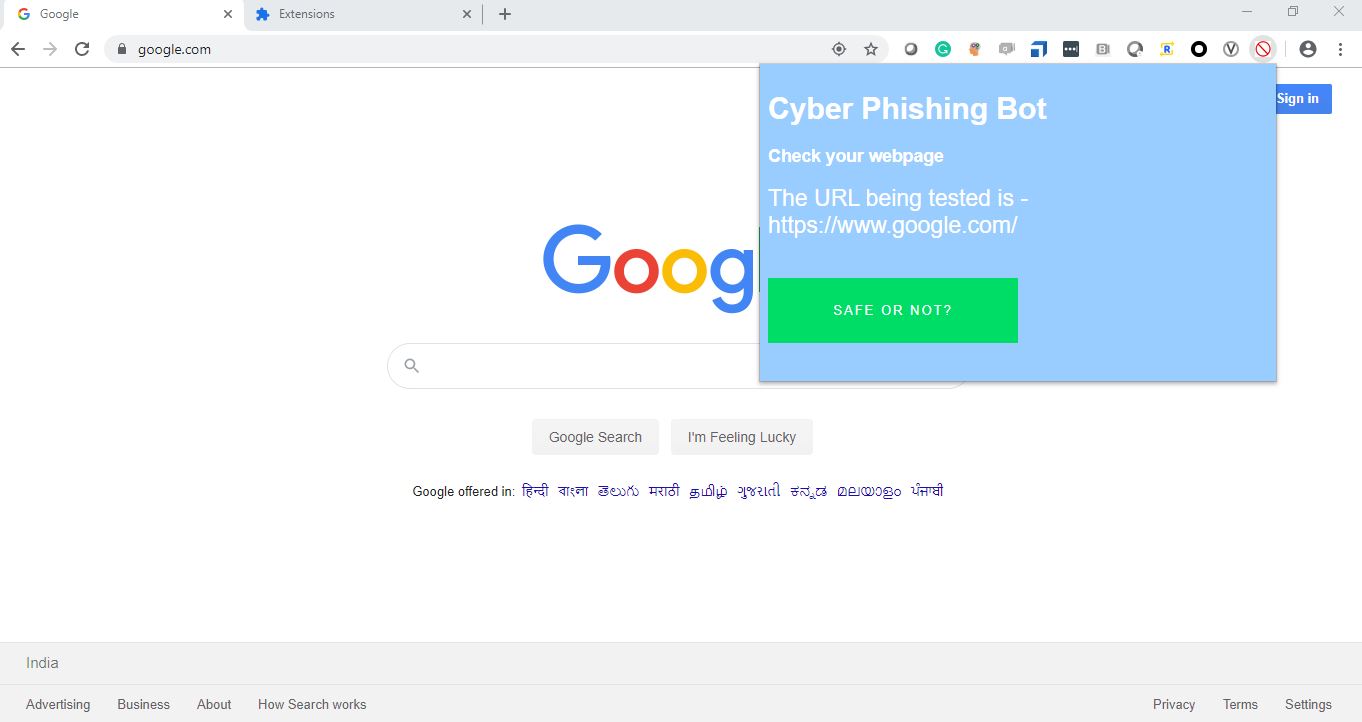 Google
Extensions
google.com
Cyber Phishing Bot
Sign in
Check your webpage
The URL being tested is -
https://www.google.com/
Goog
SAFE OR NOT?
Google Search
I'm Feeling Lucky
Google offered in: हिन्दी বাংলা తెలుగు मराठी தமிழ் ગુજરાતી ಕನ್ನಡ മലയാളം ਪੰਜਾਬੀ
India
Advertising Business About How Search works Privacy Terms Settings